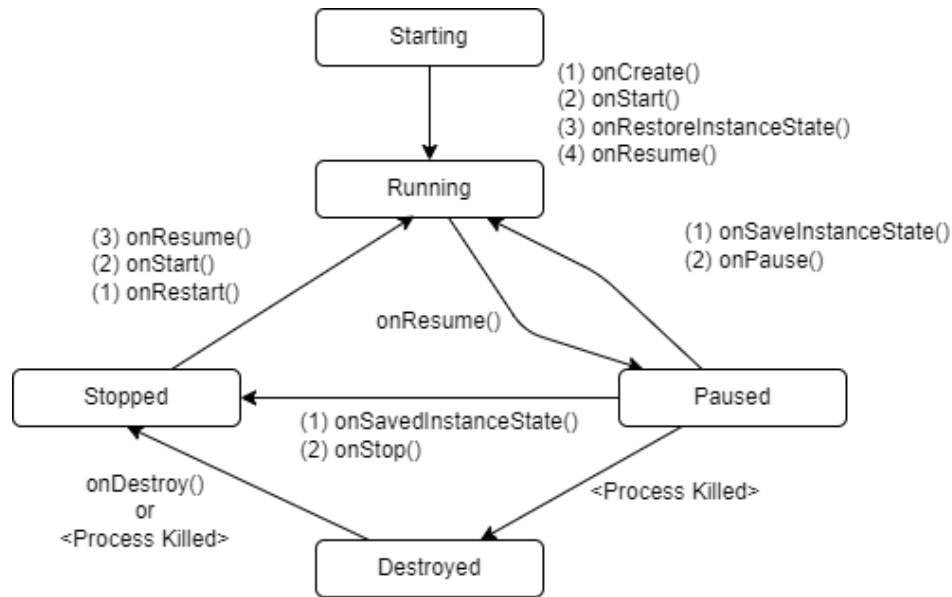 Starting
(1) onCreate()
(2) onStart()
(3) onRestoreInstanceState()
(4) onResume()
Running
(3) onResume()
(2) onStart()
(1) onRestart()
(1) onSaveInstanceState()
(2) onPause()
onResume()
Stopped
Paused
(1) onSavedInstanceState()
(2) onStop()
onDestroy()
or
<Process Killed>
<Process Killed>
Destroyed